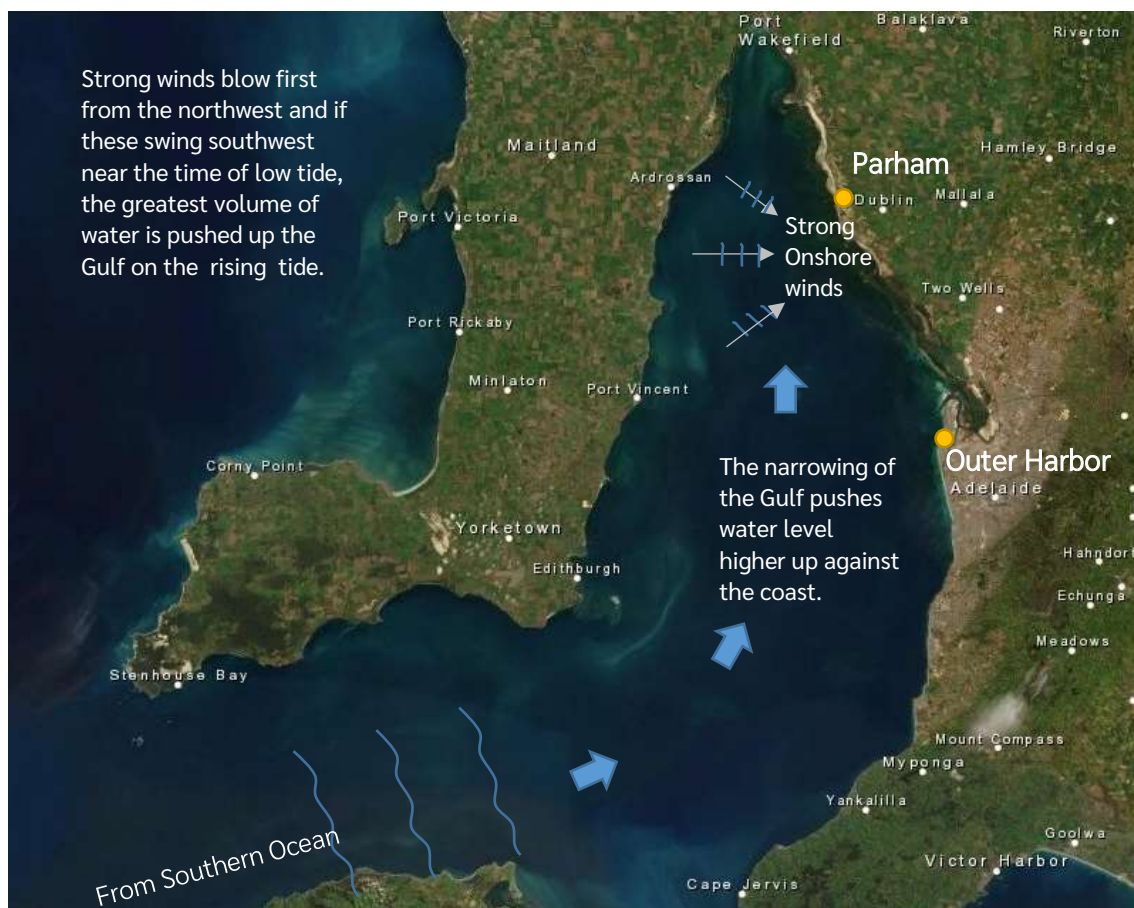 Strong winds blow first
from the northwest and if
these swing southwest
near the time of low tide,
the greatest volume of
water is pushed up the
Gulf on the rising tide.
Port
Wakefield
Balaklava
Riverton
Maitland
Hamley Bridge
Parham
Ardrossan
Dublin
Mallala
Port Victoria
Strong
Onshore
winds
Two Wells
Port Rickaby
Minlaton
Port Vincent
The narrowing of
the Gulf pushes
water level
higher up against
the coast.
Outer Harbor
Adelaide
Corny Point
Yorketown
Edithburgh
Hahndorf
Echunga
Meadows
Stenhouse Bay
Mount Compass
Myponga
Yankalilla
Goolwa
Victor Harbor
Cape Jervis
From Southern Ocean